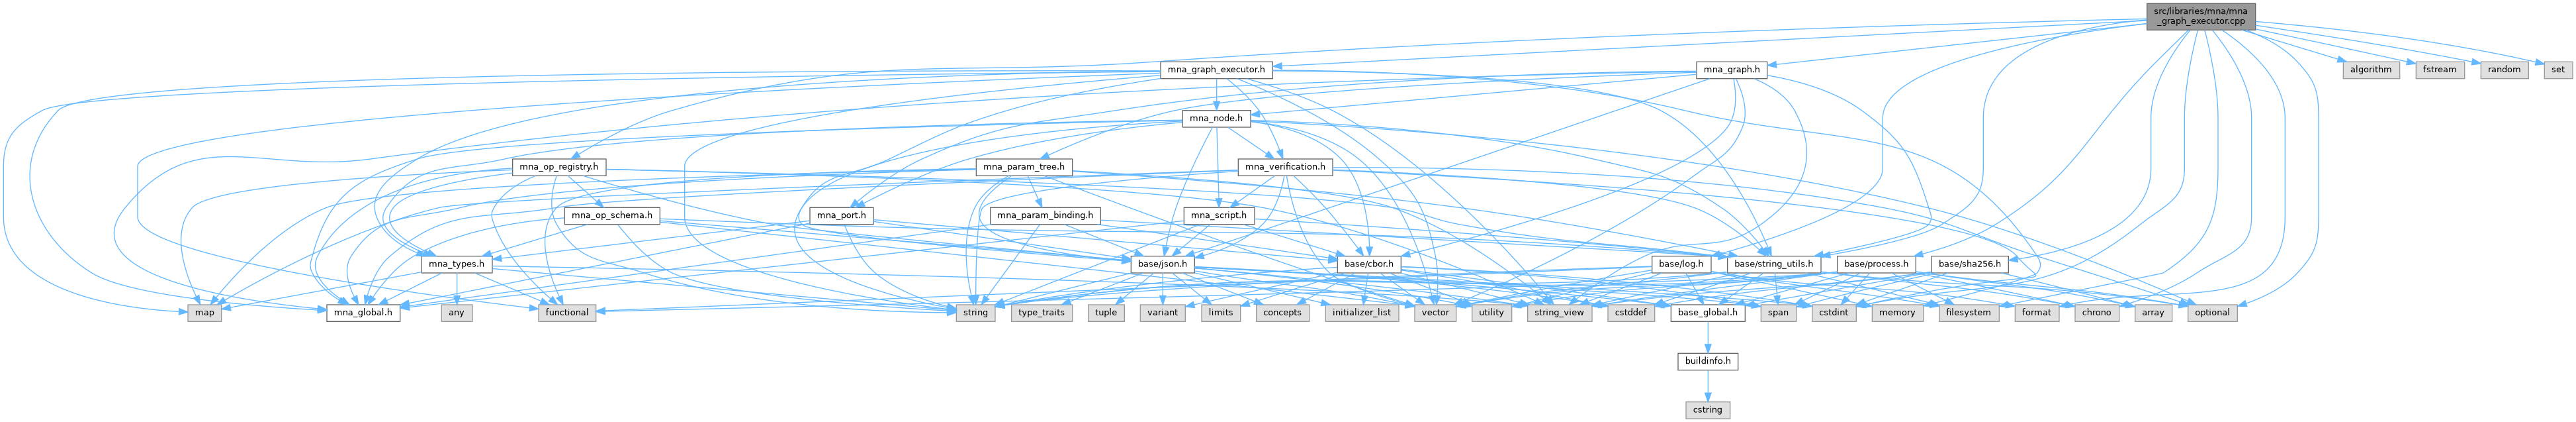 src/libraries/mna/mna
_graph_executor.cpp
mna_graph_executor.h
mna_graph.h
algorithm
fstream
random
set
mna_node.h
mna_op_registry.h
mna_param_tree.h
mna_verification.h
mna_op_schema.h
mna_port.h
mna_param_binding.h
mna_script.h
mna_types.h
base/json.h
base/cbor.h
base/log.h
base/string_utils.h
base/process.h
base/sha256.h
map
mna_global.h
any
functional
string
type_traits
tuple
variant
limits
concepts
initializer_list
vector
utility
string_view
cstddef
base_global.h
span
cstdint
memory
filesystem
format
chrono
array
optional
buildinfo.h
cstring